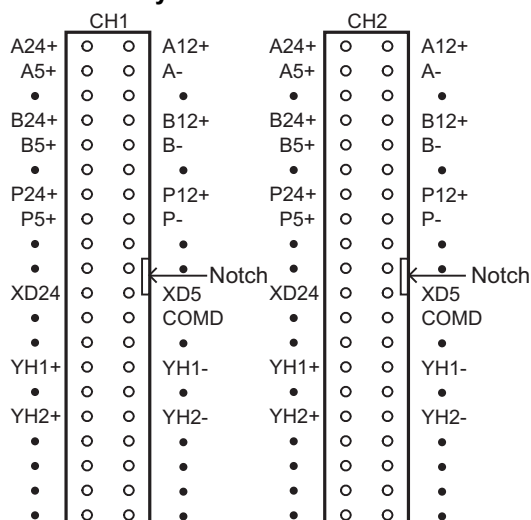 CH1 CH2
A24+ A12+ A24+ A12+
A5+ A- A5+ A-
• • • •
B24+ B12+ B24+ B12+
B5+ B- B5+ B-
• • • •
P24+ P12+ P24+ P12+
P5+ P- P5+ P-
• • • •
• • Notch • • Notch
XD24 XD5 XD24 XD5
• COMD • COMD
• • • •
YH1+ YH1- YH1+ YH1-
• • • •
YH2+ YH2- YH2+ YH2-
• • • •
• • • •
• • • •
• • • •